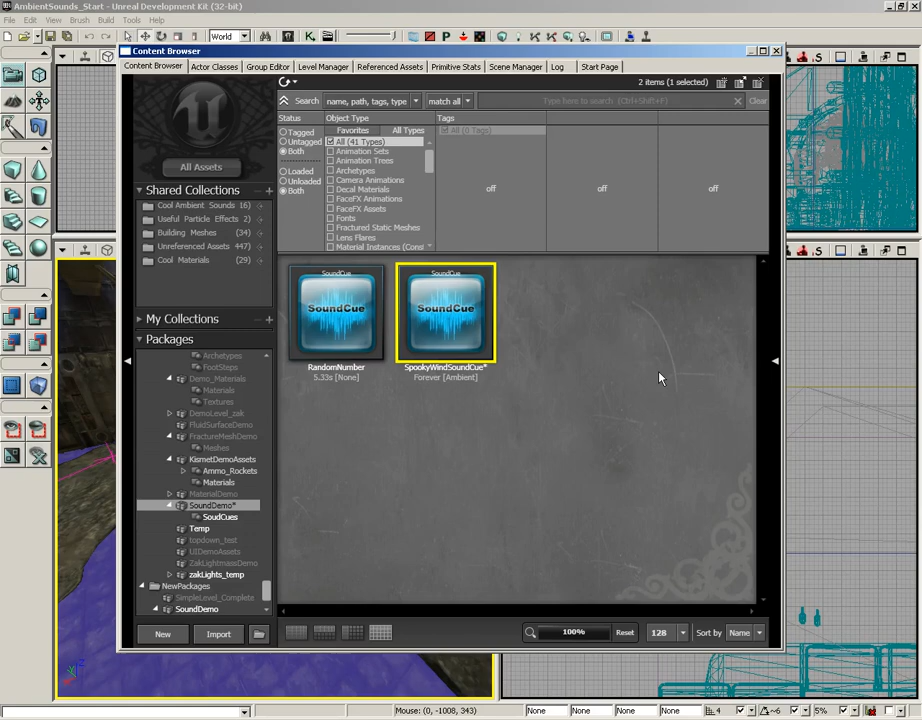 AmbientSounds_Start - Unreal Development Kit (32-bit)
File Edit View Brush Build Tools Help
World
Content Browser
Content Browser Actor Classes Group Editor Level Manager Referenced Assets Primitive Stats Scene Manager Log Start Page
All Assets
Shared Collections
Cool Ambient Sounds 16)
Useful Particle Effects 2)
Building Meshes (34)
Unreferenced Assets 447)
Cool Materials (29)
My Collections
Packages
Archetypes
FootSteps
Demo_Materials
Materials
Textures
DemoLevel_zak
FluidSurfaceDemo
FractureMeshDemo
Meshes
KismetDemoAssets
Ammo_Rockets
Materials
MaterialDemo
SoundDemo*
SoudCues
Temp
topdown_test
UIDemoAssets
ZakLightmassDemo
zakLights_temp
NewPackages
SimpleLevel_Complete
SoundDemo
New Import
2 items (1 selected)
Search name, path, tags, type match all Type here to search (Ctrl+Shift+F) Clear
Status
Tagged
Untagged
Both
Loaded
Unloaded
Both
Object Type
Favorites All Types
All (41 Types)
Animation Sets
Animation Trees
Archetypes
Camera Animations
Decal Materials
FaceFX Animations
FaceFX Assets
Fonts
Fractured Static Meshes
Lens Flares
Material Instances (Cons
Tags
All (0 Tags)
off off off
SoundCue
SoundCue
RandomNumber
5.33s [None]
SoundCue
SoundCue
SpookyWindSoundCue*
Forever [Ambient]
100% Reset 128 Sort by Name
Mouse: (0, -1008, 343) None None None None 4 ~6 5%